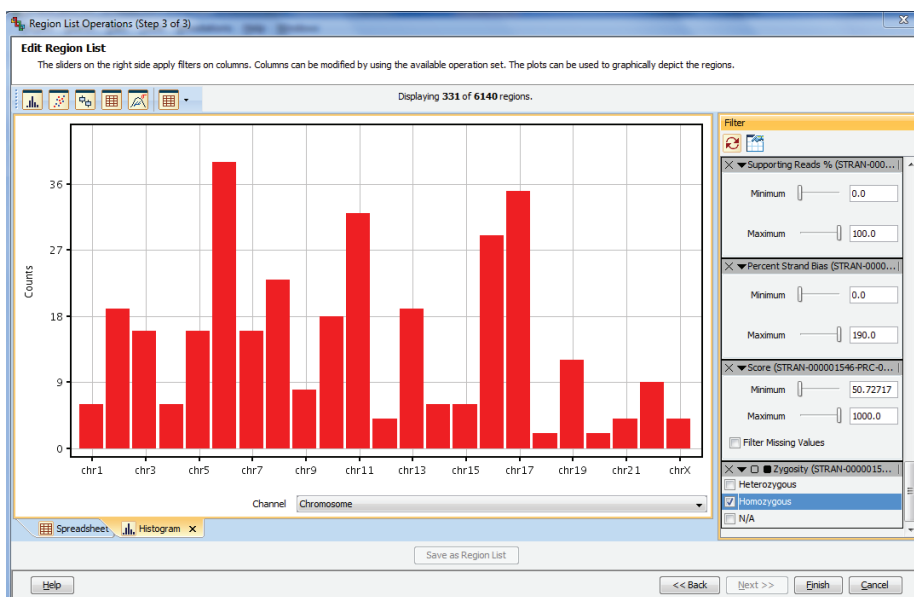 Region List Operations (Step 3 of 3)
Edit Region List
The sliders on the right side apply filters on columns. Columns can be modified by using the available operation set. The plots can be used to graphically depict the regions.
Displaying 331 of 6140 regions.
Filter
Supporting Reads % (STRAN-000...
Minimum 0.0
Maximum 100.0
Percent Strand Bias (STRAN-0000...
Minimum 0.0
Maximum 190.0
Score (STRAN-000001546-PRC-0...
Minimum 50.72717
Maximum 1000.0
Filter Missing Values
Zygosity (STRAN-0000015...
Heterozygous
Homozygous
N/A
Counts
36
27
18
9
0
chr1 chr3 chr5 chr7 chr9 chr11 chr13 chr15 chr17 chr19 chr21 chrX
Channel Chromosome
Spreadsheet Histogram
Save as Region List
Help << Back Next >> Finish Cancel